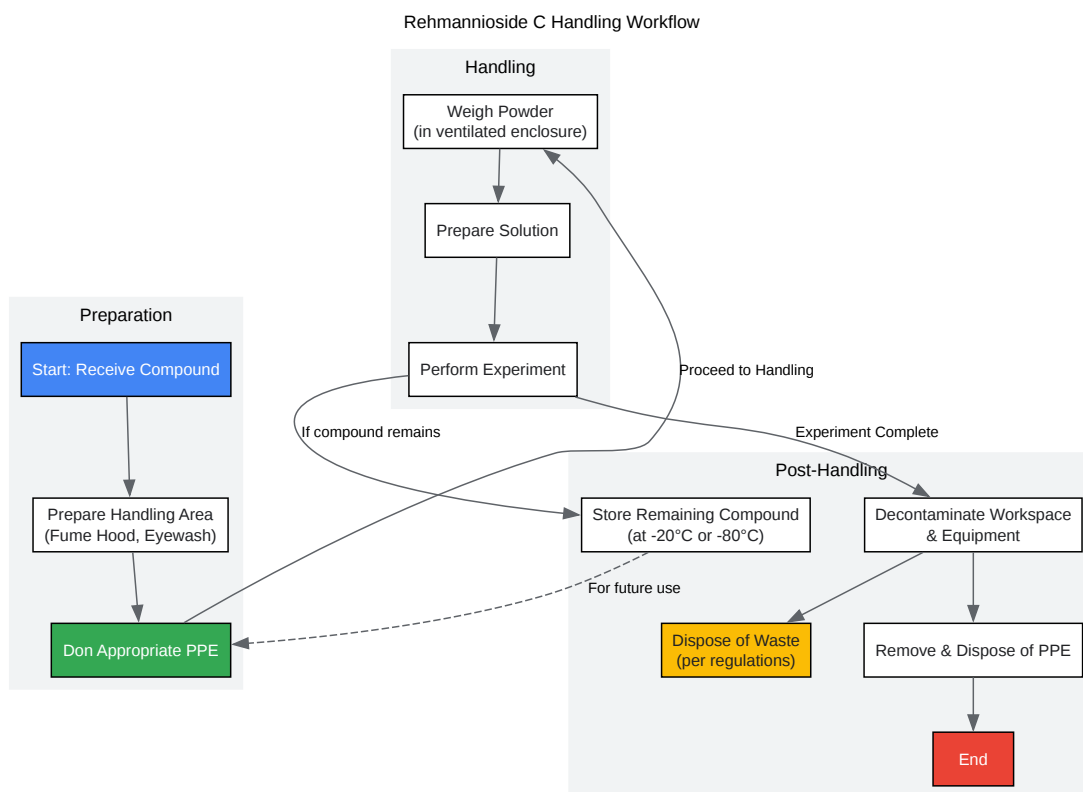 Rehmannioside C Handling Workflow
Handling
Weigh Powder
(in ventilated enclosure)
Prepare Solution
Perform Experiment
Preparation
Start: Receive Compound
Prepare Handling Area
(Fume Hood, Eyewash)
Don Appropriate PPE
Proceed to Handling
If compound remains
Experiment Complete
Post-Handling
Store Remaining Compound
(at -20°C or -80°C)
Decontaminate Workspace
& Equipment
For future use
Dispose of Waste
(per regulations)
Remove & Dispose of PPE
End